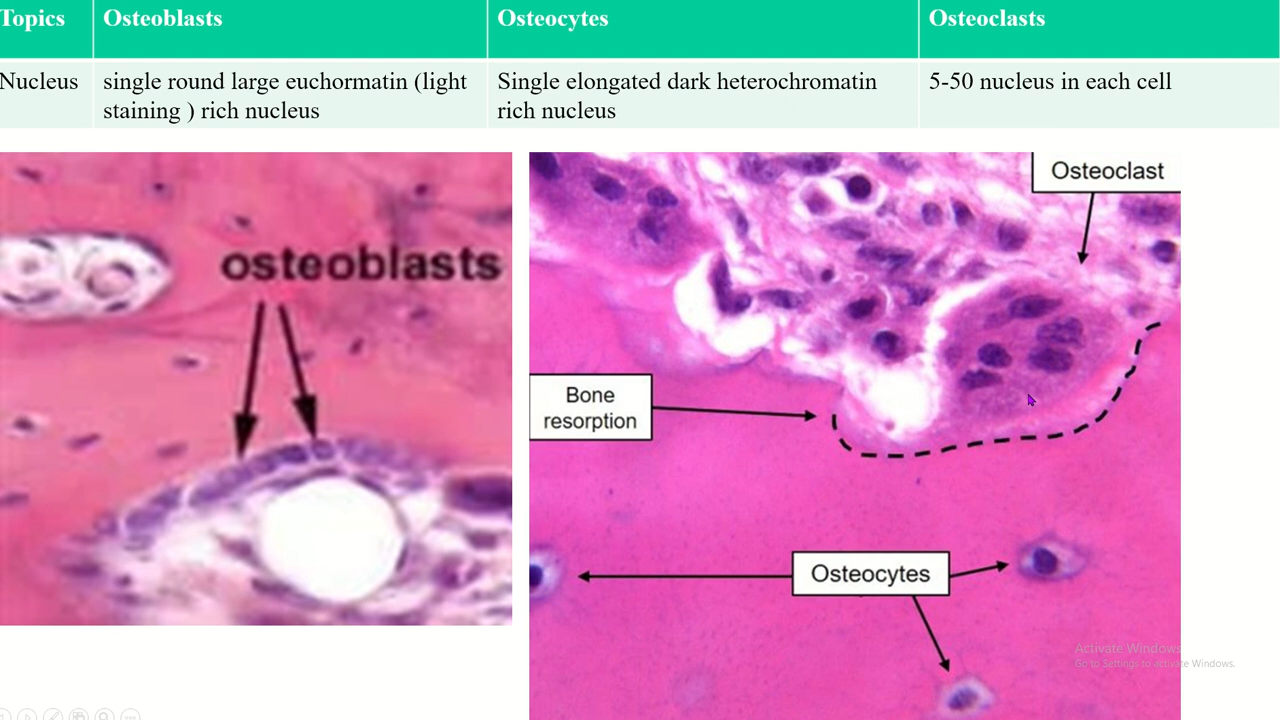 Topics
Osteoblasts
Osteocytes
Osteoclasts
Nucleus
single round large euchormatin (light
staining ) rich nucleus
Single elongated dark heterochromatin
rich nucleus
5-50 nucleus in each cell
osteoblasts
Osteoclast
Bone
resorption
Osteocytes
Activate Windows
Go to Settings to activate Windows.